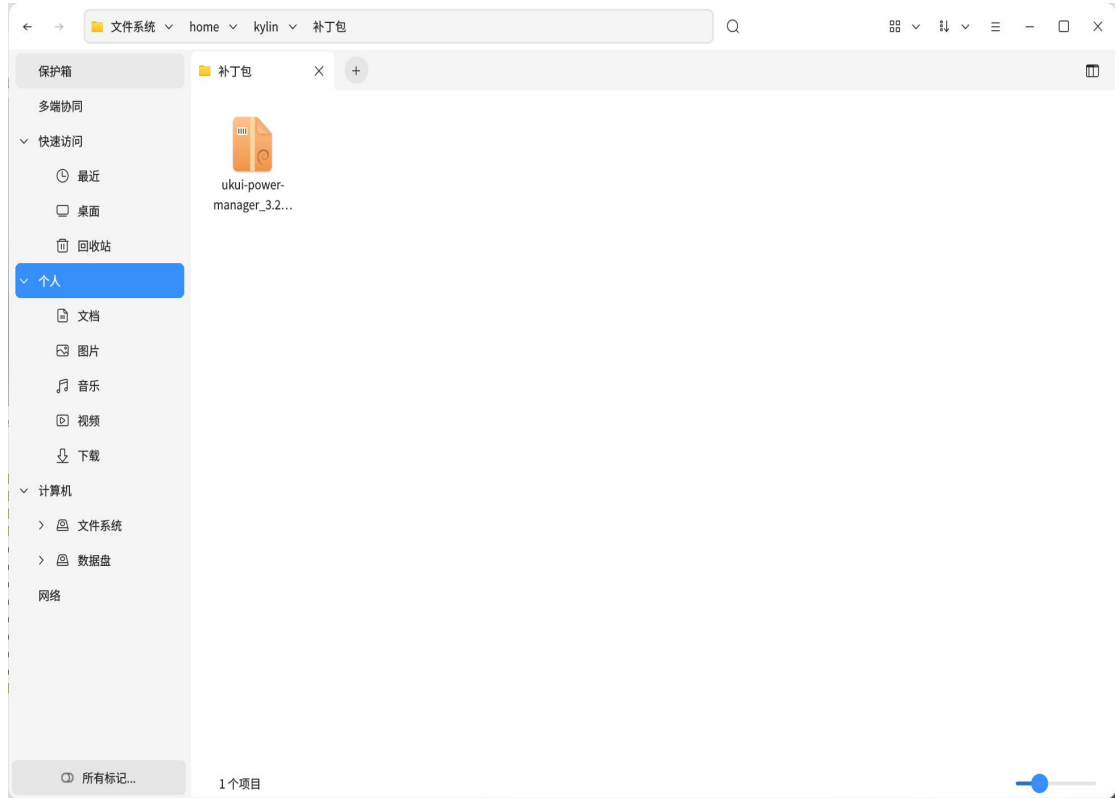 文件系统 home kylin 补丁包
保护箱
补丁包
多端协同
快速访问
最近
桌面
回收站
个人
文档
图片
音乐
视频
下载
计算机
文件系统
数据盘
网络
所有标记...
ukui-power-
manager_3.2...
1个项目